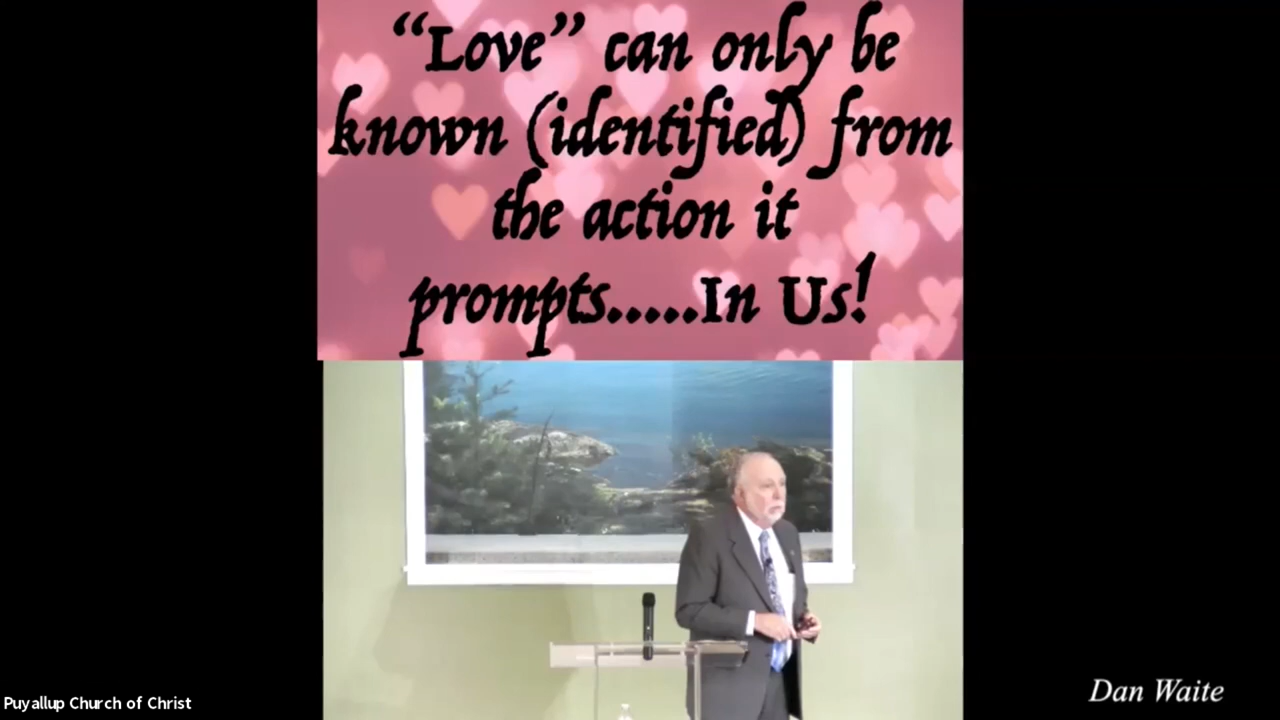 “Love” can only be
known (identified) from
the action it
prompts.....In Us!
Puyallup Church of Christ
Dan Waite